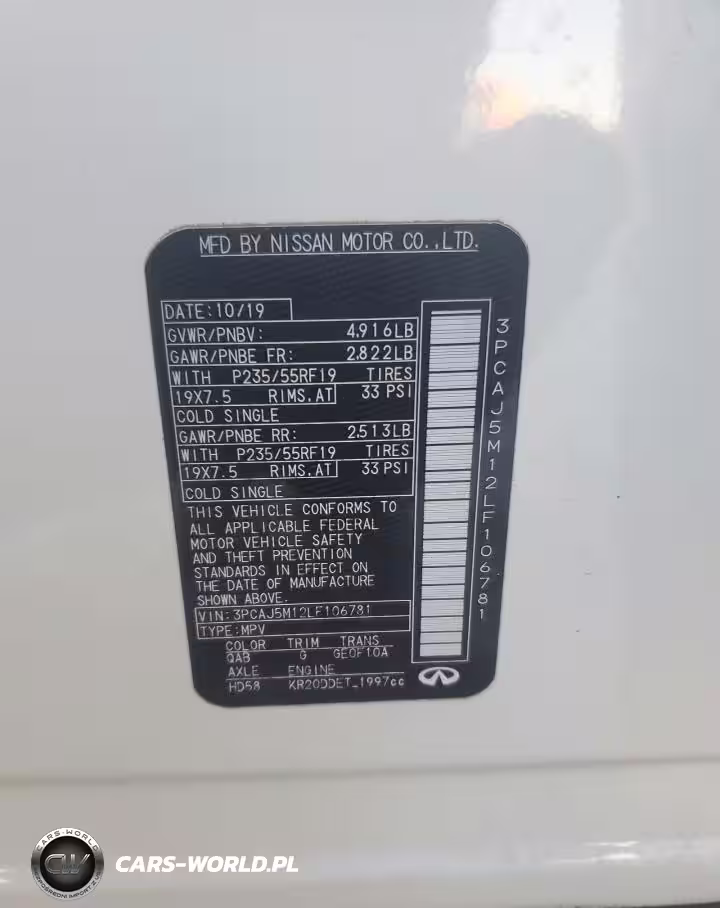 MFD BY NISSAN MOTOR CO.,LTD.
DATE:10/19
GVWR/PNBV: 4,916LB
GAWR/PNBE FR: 2,822LB
WITH P235/55RF19 TIRES
19X7.5 RIMS.AT 33 PSI
COLD SINGLE
GAWR/PNBE RR: 2,513LB
WITH P235/55RF19 TIRES
19X7.5 RIMS.AT 33 PSI
COLD SINGLE
THIS VEHICLE CONFORMS TO
ALL APPLICABLE FEDERAL
MOTOR VEHICLE SAFETY
AND THEFT PREVENTION
STANDARDS IN EFFECT ON
THE DATE OF MANUFACTURE
SHOWN ABOVE.
VIN:3PCAJ5M12LF106781
TYPE:MPV
COLOR TRIM TRANS
QAB G GE0F10A
AXLE ENGINE
HD58 KR20DDET_1997cc
3PCAJ5M12LF106781
CARS-WORLD
CW
CARS-WORLD.PL